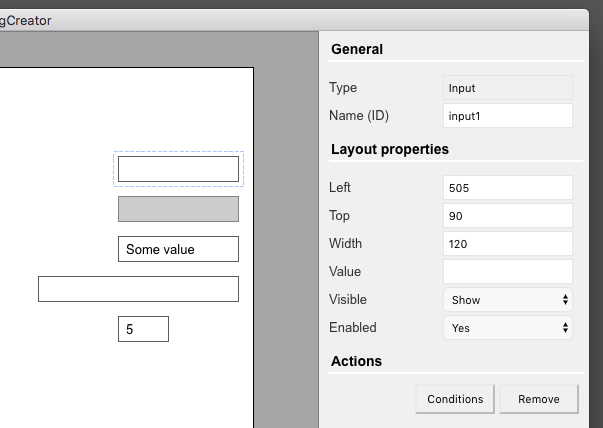 gCreator
Some value
5
General
Type Input
Name (ID) input1
Layout properties
Left 505
Top 90
Width 120
Value
Visible Show
Enabled Yes
Actions
Conditions Remove